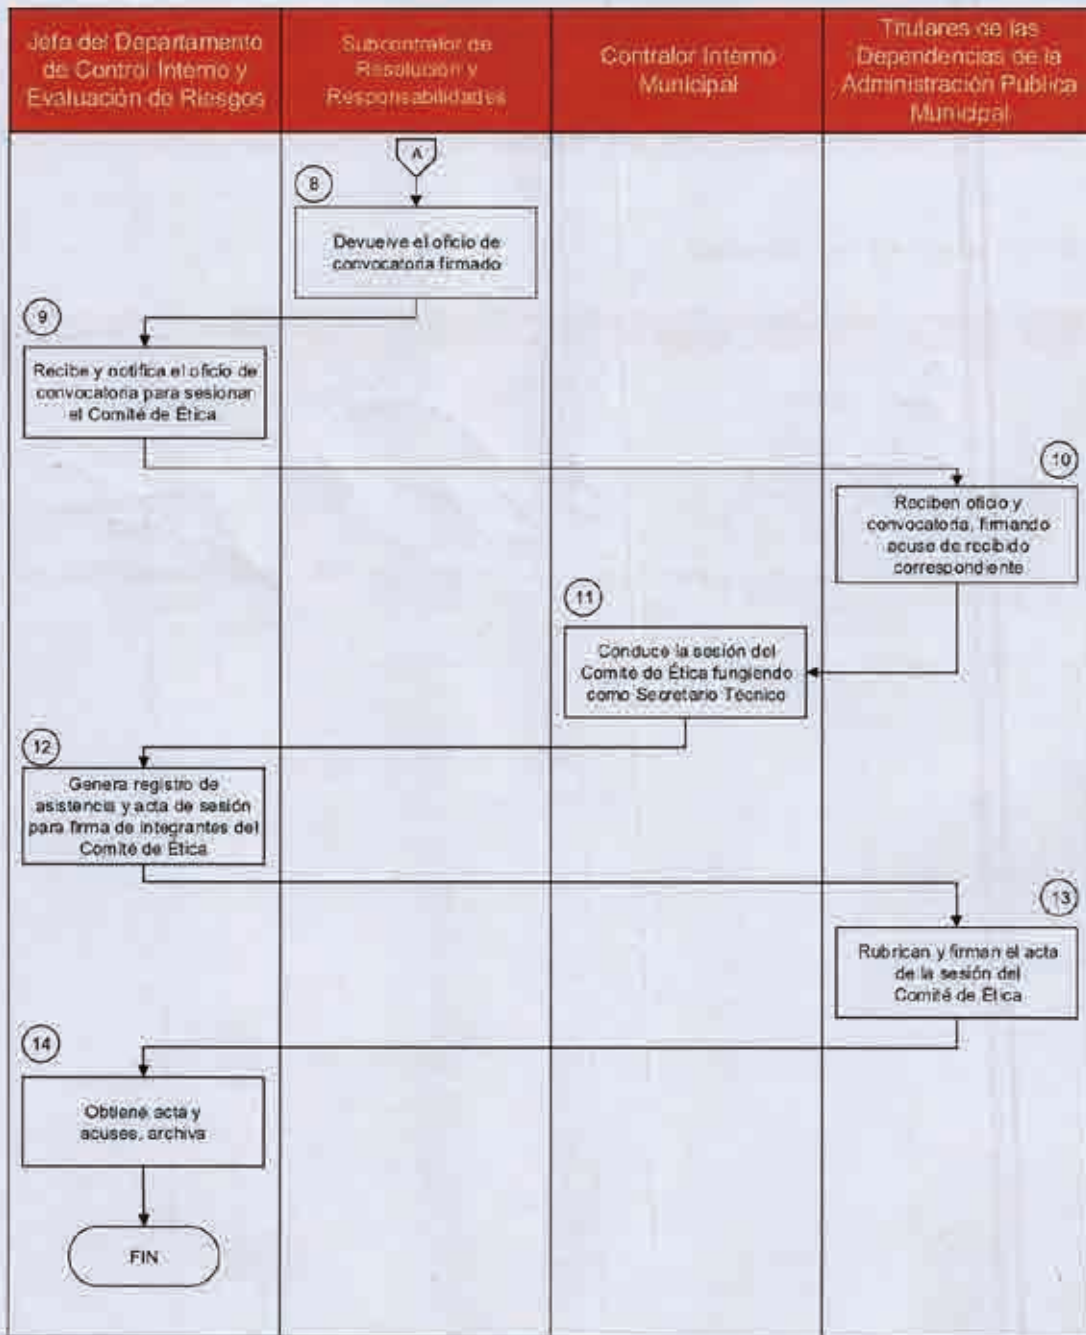 Jefa del Departamento
de Control Interno y
Evaluación de Riesgos
Subcontralor de
Resolución y
Responsabilidades
Contralor Interno
Municipal
Titulares de las
Dependencias de la
Administración Pública
Municipal
A
8
Devuelve el oficio de
convocatoria firmado
9
Recibe y notifica el oficio de
convocatoria para sesionar
el Comité de Ética
10
Reciben oficio y
convocatoria, firmando
acuse de recibido
correspondiente
11
Conduce la sesión del
Comité de Ética fungiendo
como Secretario Técnico
12
Genera registro de
asistencia y acta de sesión
para firma de integrantes del
Comité de Ética
13
Rubrican y firman el acta
de la sesión del
Comité de Ética
14
Obtiene acta y
acuses, archiva
FIN